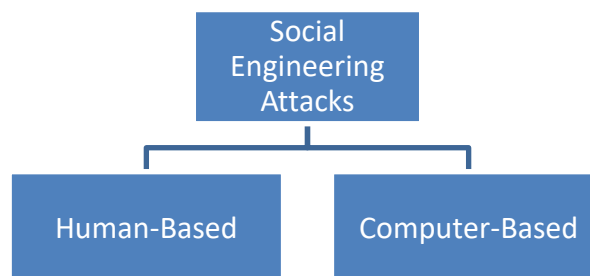 Social
Engineering
Attacks
Human-Based
Computer-Based